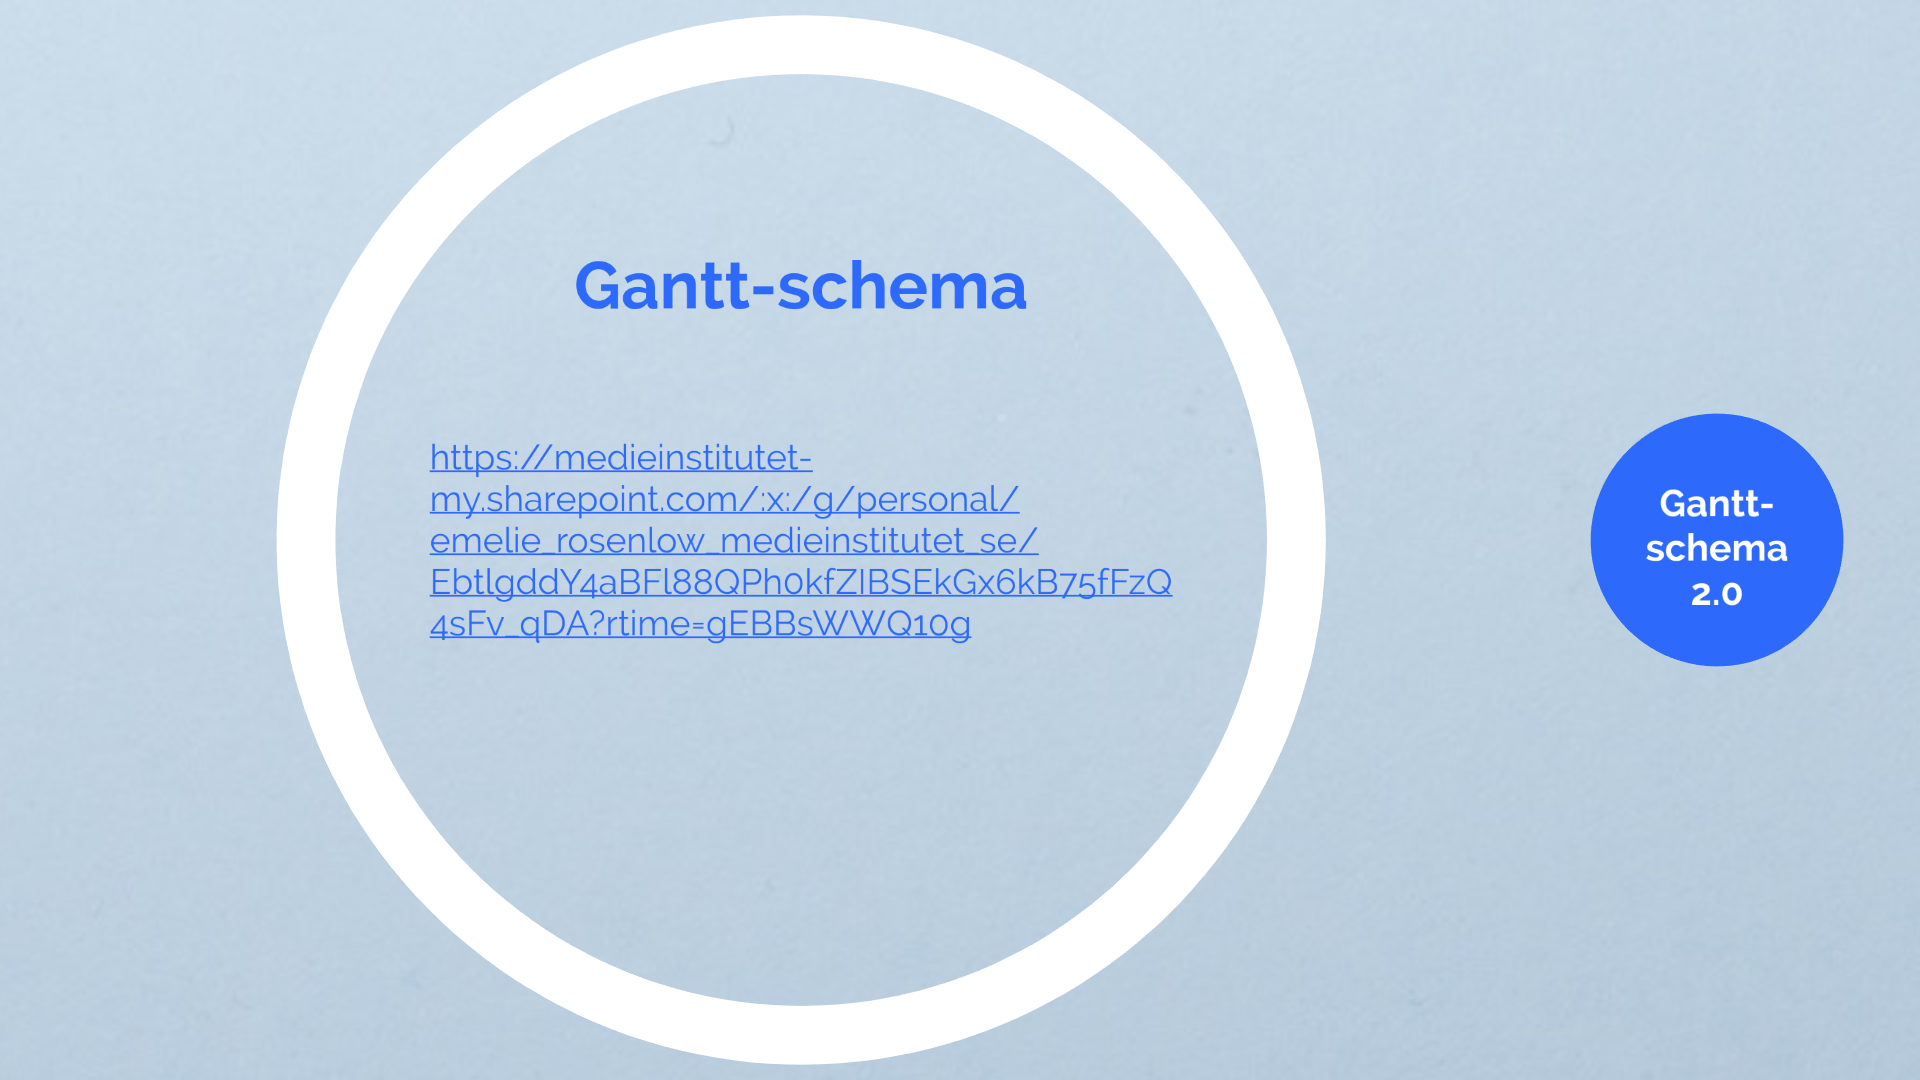 Gantt-schema
https://medieinstitutet-
my.sharepoint.com/:x:/g/personal/
emelie_rosenlow_medieinstitutet_se/
EbtlgddY4aBFl88QPh0kfZIBSEkGx6kB75fFzQ
4sFv_qDA?rtime=gEBBsWWQ10g
Gantt-
schema
2.0